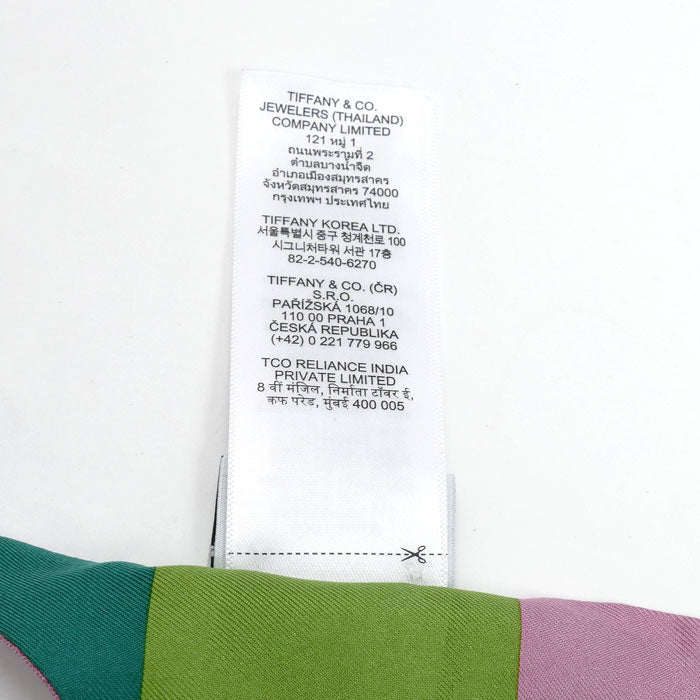 TIFFANY & CO.
JEWELERS (THAILAND)
COMPANY LIMITED
121 หมู่ 1
ถนนพระรามที่ 2
ตำบลบางน้ำจืด
อำเภอเมืองสมุทรสาคร
จังหวัดสมุทรสาคร 74000
กรุงเทพฯ ประเทศไทย
TIFFANY KOREA LTD.
서울특별시 중구 청계천로 100
시그니처타워 서관 17층
82-2-540-6270
TIFFANY & CO. (ČR)
S.R.O.
PAŘÍŽSKÁ 1068/10
110 00 PRAHA 1
ČESKÁ REPUBLIKA
(+42) 0 221 779 966
TCO RELIANCE INDIA
PRIVATE LIMITED
8 वीं मंजिल, निर्माता टॉवर ई,
कफ परेड, मुंबई 400 005